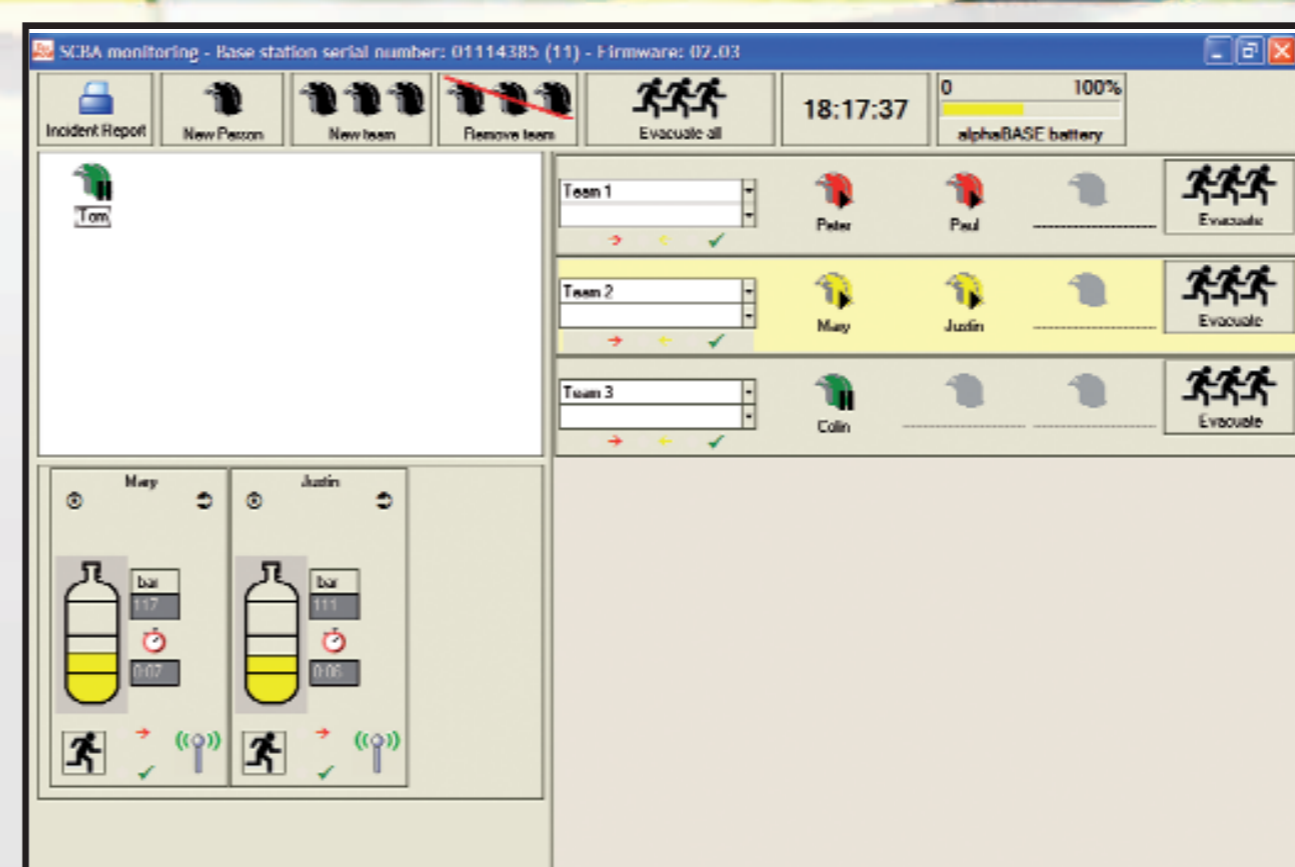 SCBA monitoring - Base station serial number: 01114385 (11) - Firmware: 02.03
Incident Report
New Person
New team
Remove team
Evacuate all
18:17:37
0 100%
alphaBASE battery
Tom
Team 1
Peter
Paul
Evacuate
Team 2
Mary
Justin
Evacuate
Team 3
Colin
Evacuate
Mary
bar
117
0:07
Justin
bar
111
0:06